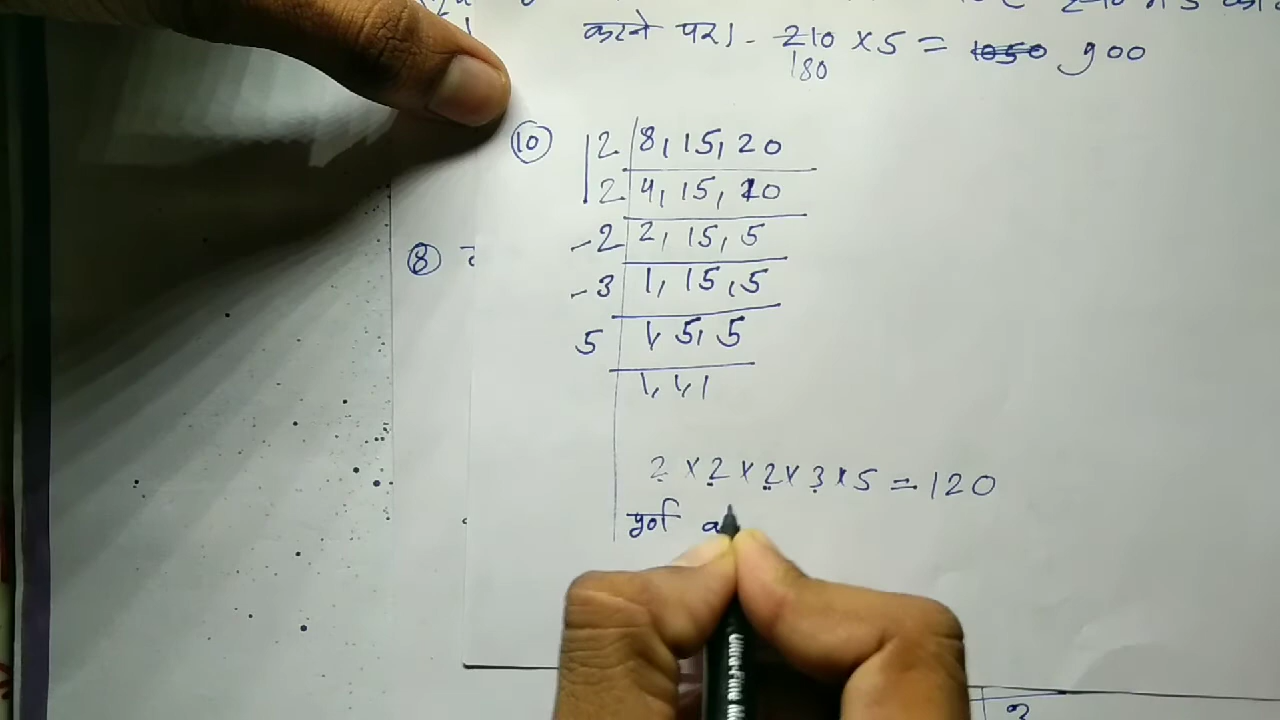 करने पर। - 210 × 5 = 1050 900
180
(10) 2 | 8, 15, 20
2 | 4, 15, 10
2 | 2, 15, 5
3 | 1, 15, 5
5 | 1, 5, 5
1, 1, 1
(8)
2 × 2 × 2 × 3 × 5 = 120
पूर्ण
2